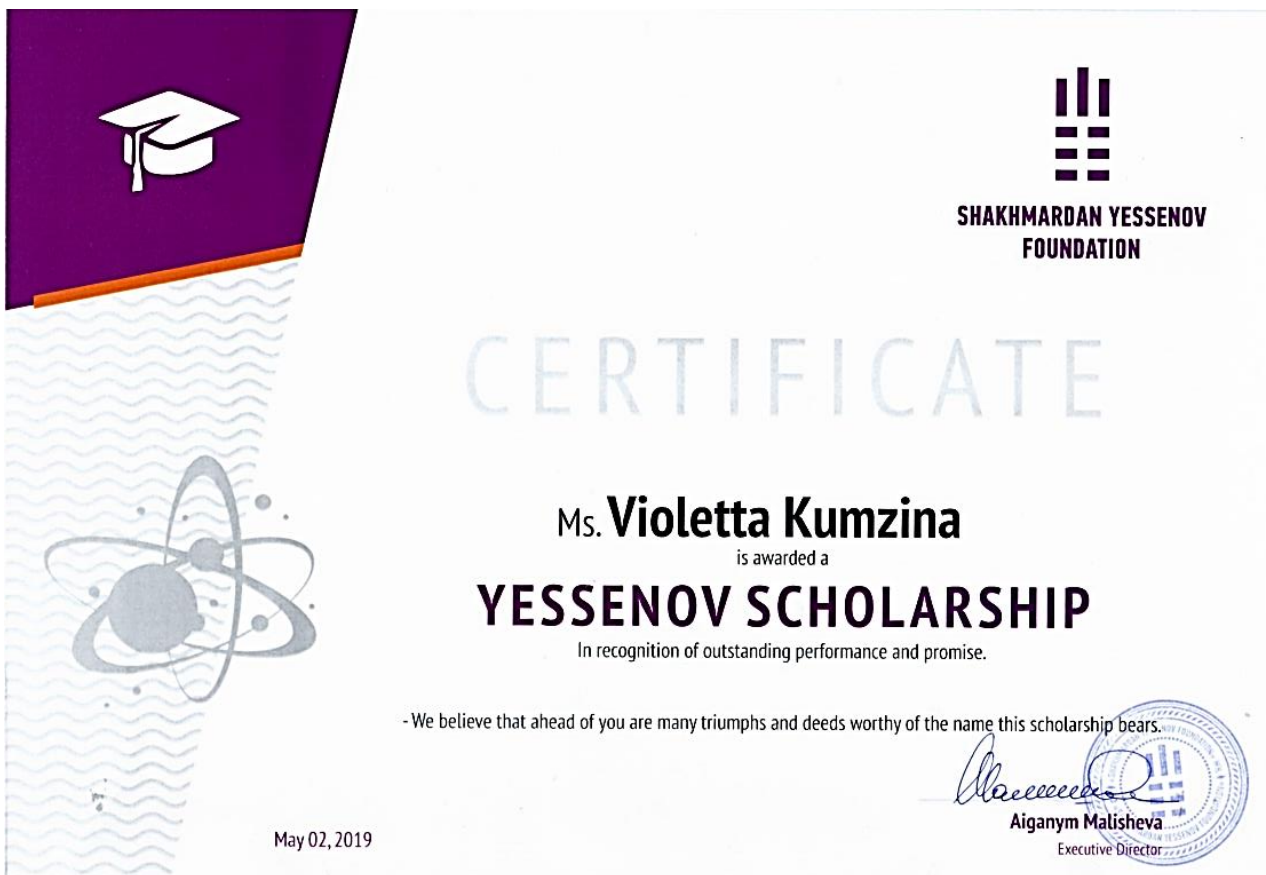 SHAKHMARDAN YESSENOV
FOUNDATION
CERTIFICATE
Ms. Violetta Kumzina
is awarded a
YESSENOV SCHOLARSHIP
In recognition of outstanding performance and promise.
- We believe that ahead of you are many triumphs and deeds worthy of the name this scholarship bears.
Aiganym Malisheva
Executive Director
May 02, 2019